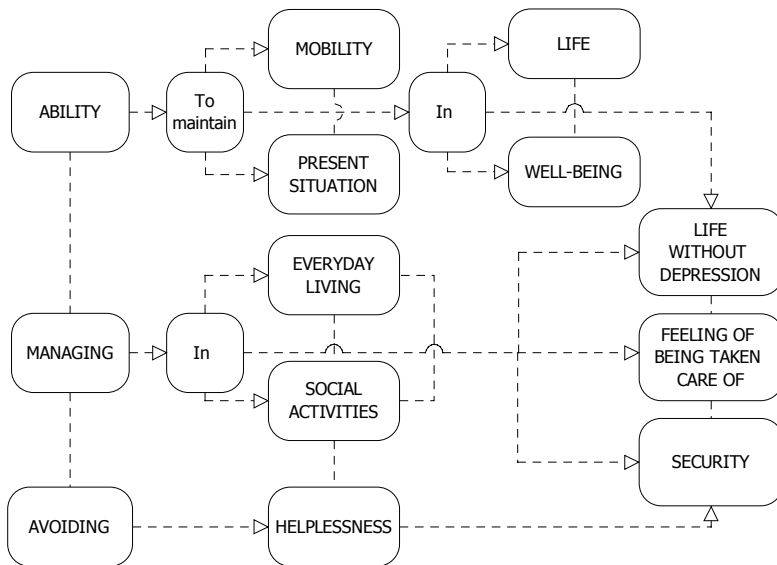 MOBILITY
LIFE
ABILITY
To
maintain
In
PRESENT
SITUATION
WELL-BEING
LIFE
WITHOUT
DEPRESSION
EVERYDAY
LIVING
MANAGING
In
FEELING OF
BEING TAKEN
CARE OF
SOCIAL
ACTIVITIES
SECURITY
AVOIDING
HELPLESSNESS